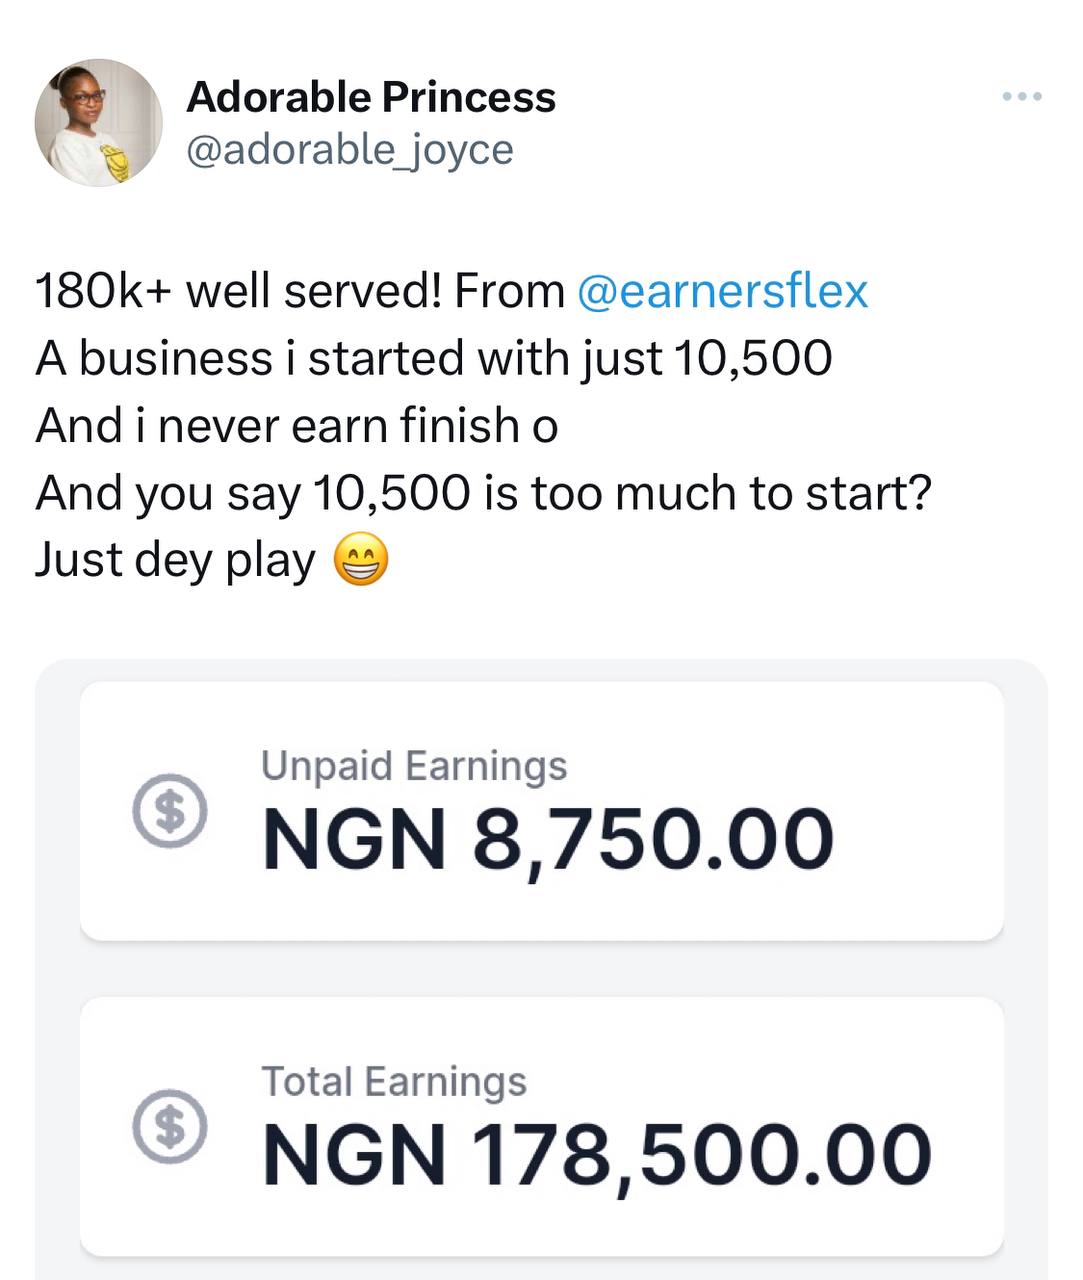 Adorable Princess
@adorable_joyce
180k+ well served! From @earnersflex
A business i started with just 10,500
And i never earn finish o
And you say 10,500 is too much to start?
Just dey play 😁
Unpaid Earnings
NGN 8,750.00
Total Earnings
NGN 178,500.00